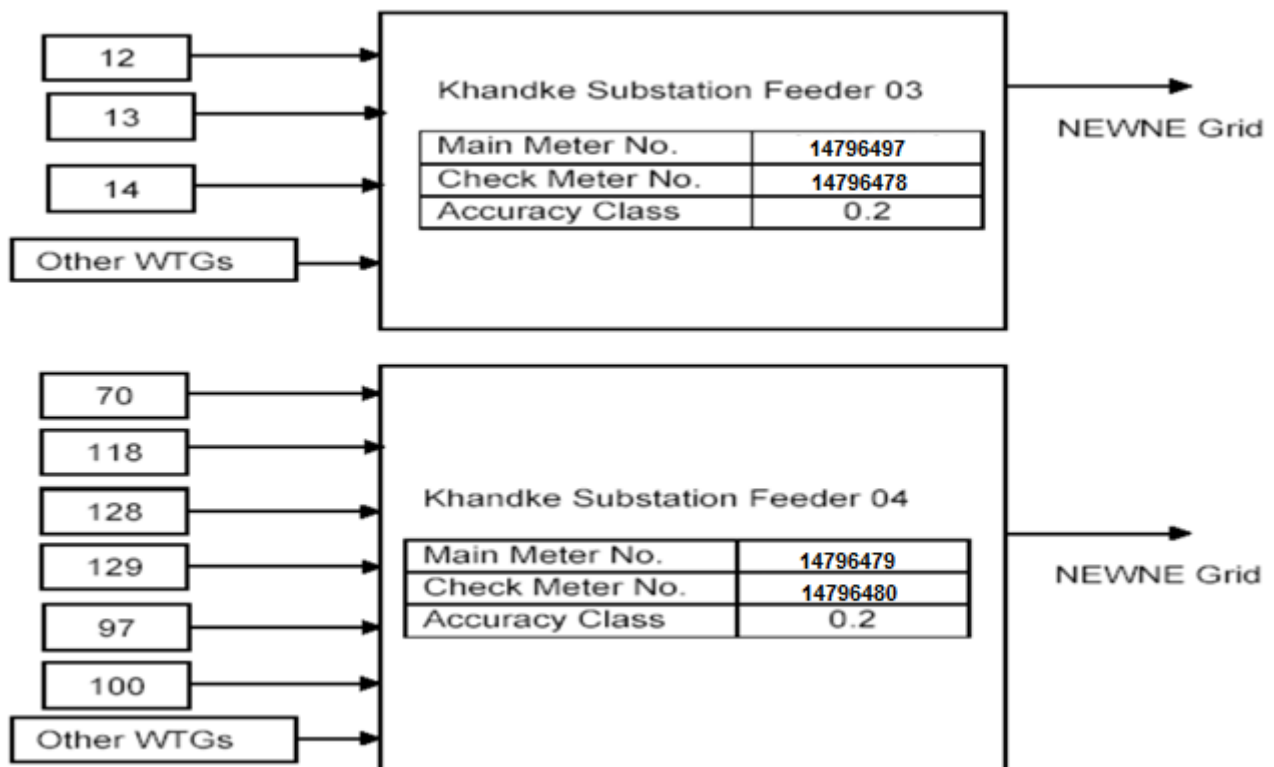 12
13
14
Other WTGs
Khandke Substation Feeder 03
Main Meter No. 14796497
Check Meter No. 14796478
Accuracy Class 0.2
NEWNE Grid
70
118
128
129
97
100
Other WTGs
Khandke Substation Feeder 04
Main Meter No. 14796479
Check Meter No. 14796480
Accuracy Class 0.2
NEWNE Grid